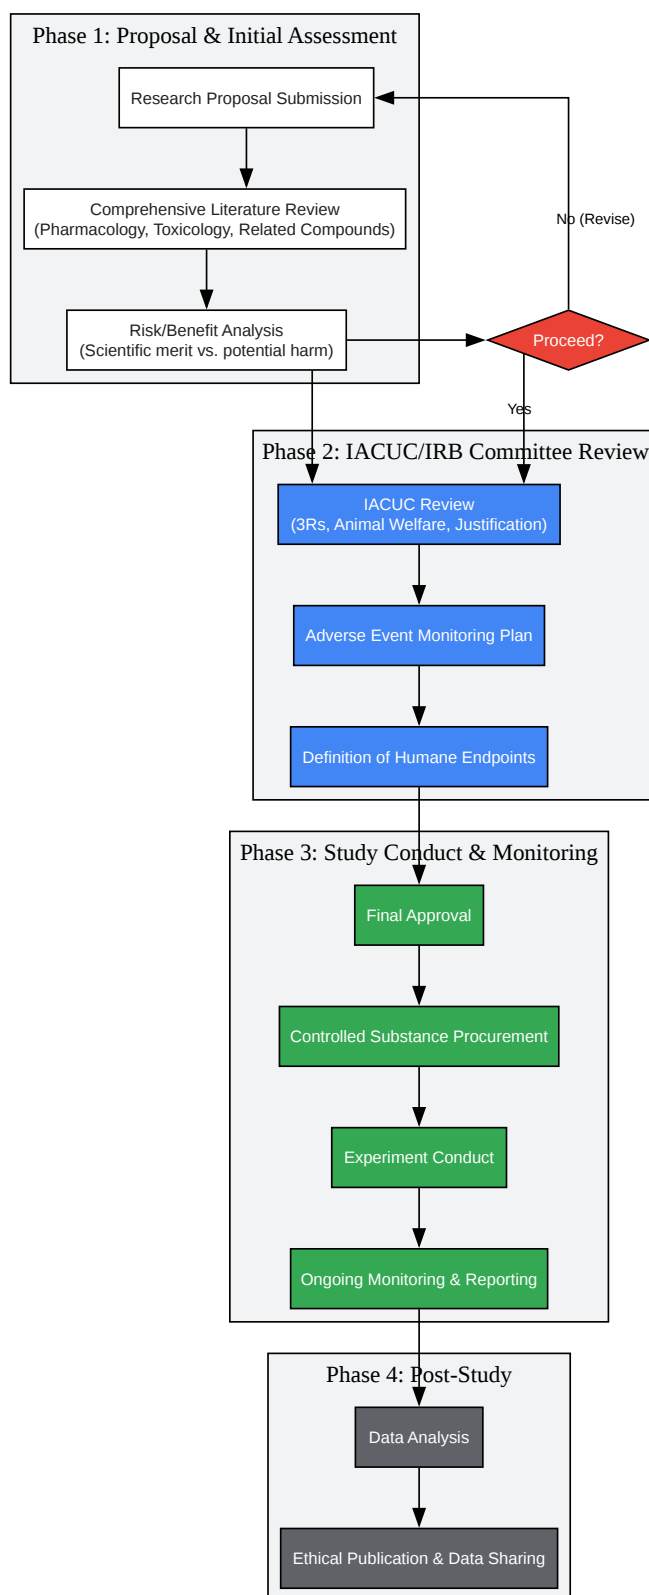 Phase 1: Proposal & Initial Assessment
Research Proposal Submission
Comprehensive Literature Review
(Pharmacology, Toxicology, Related Compounds)
No (Revise)
Risk/Benefit Analysis
(Scientific merit vs. potential harm)
Proceed?
Yes
Phase 2: IACUC/IRB Committee Review
IACUC Review
(3Rs, Animal Welfare, Justification)
Adverse Event Monitoring Plan
Definition of Humane Endpoints
Phase 3: Study Conduct & Monitoring
Final Approval
Controlled Substance Procurement
Experiment Conduct
Ongoing Monitoring & Reporting
Phase 4: Post-Study
Data Analysis
Ethical Publication & Data Sharing